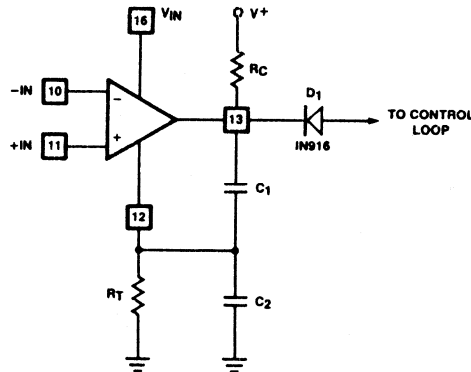 V+
16
VIN
RC
−IN
10
−
D1
13
TO CONTROL
LOOP
+IN
11
+
IN916
C1
12
RT
C2